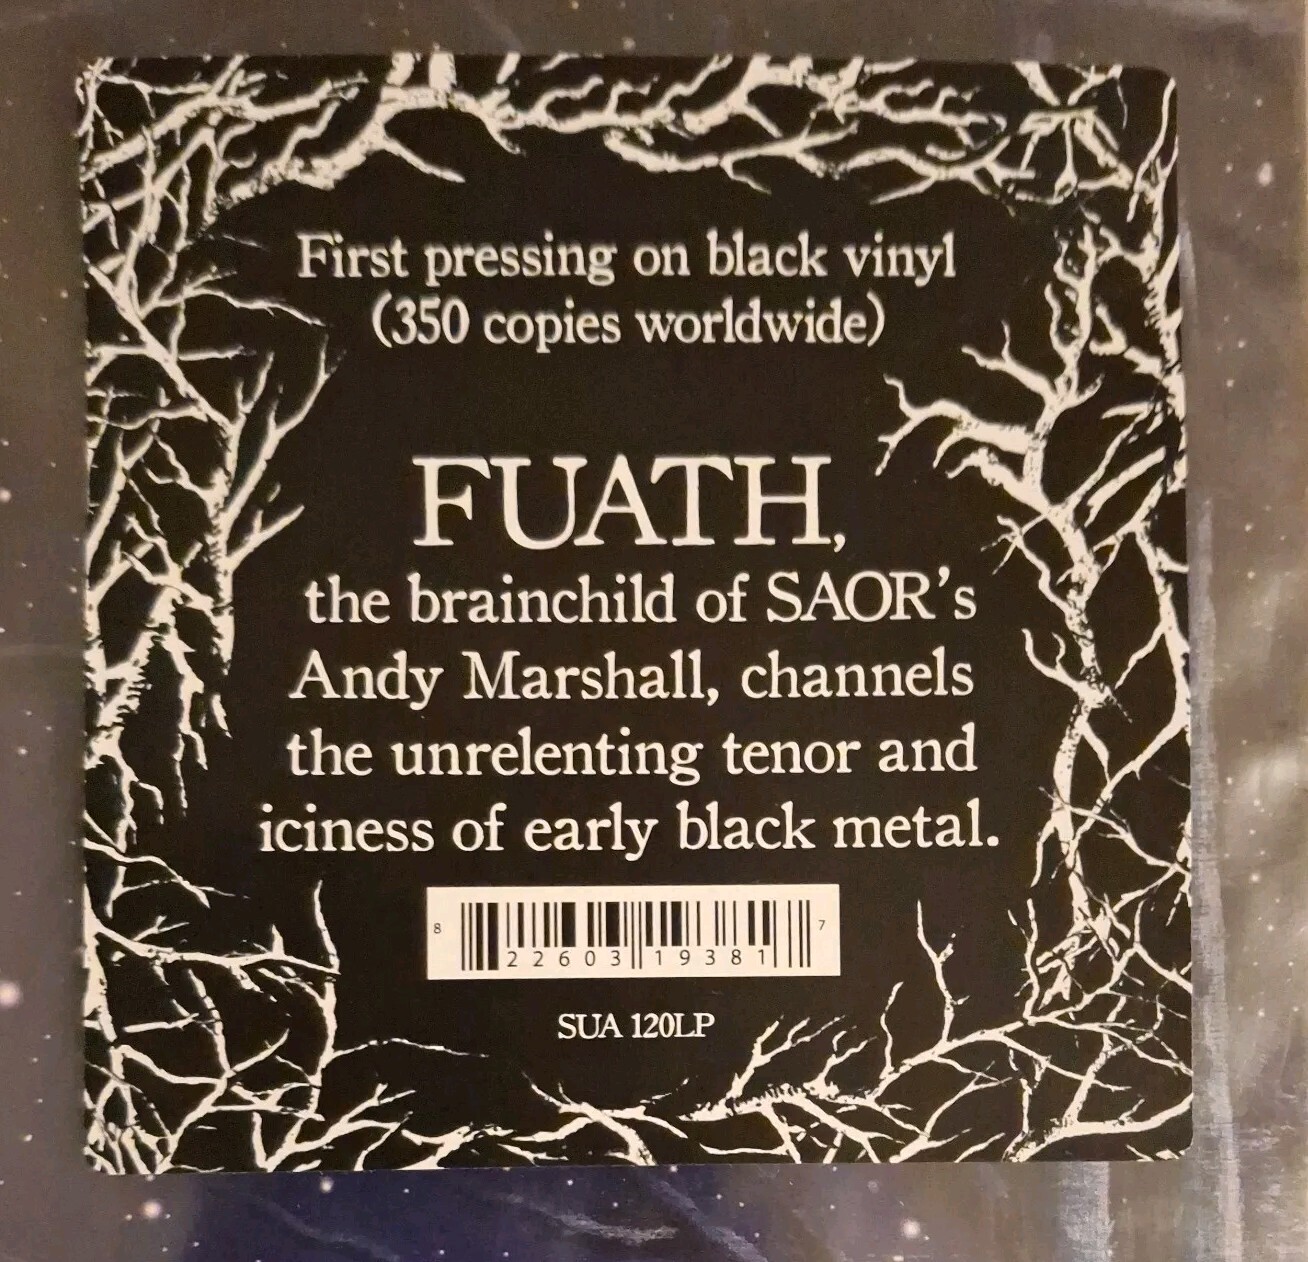 First pressing on black vinyl
(350 copies worldwide)
FUATH,
the brainchild of SAOR's
Andy Marshall, channels
the unrelenting tenor and
iciness of early black metal.
8 22603 19381 7
SUA 120LP